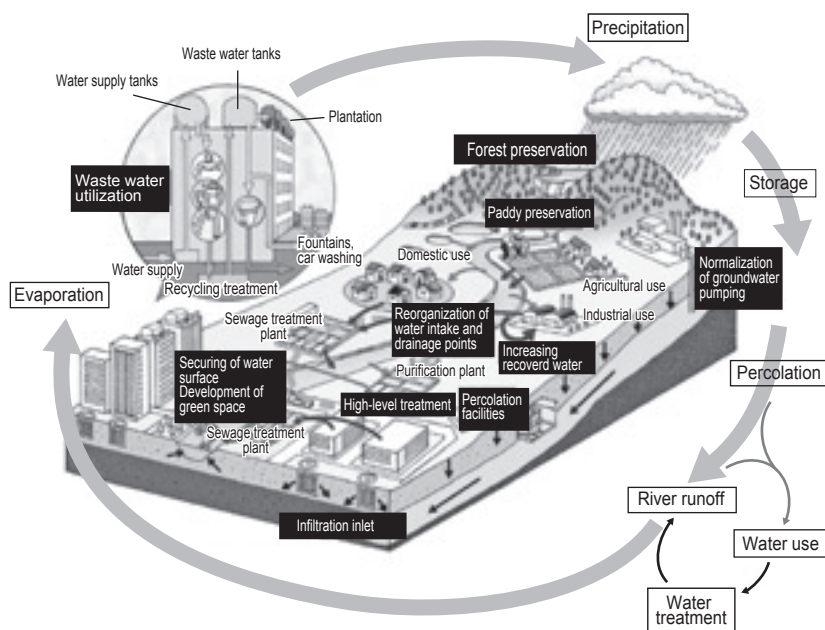 Precipitation
Waste water tanks
Water supply tanks
Plantation
Forest preservation
Waste water
utilization
Storage
Paddy preservation
Fountains,
car washing
Domestic use
Normalization
of groundwater
pumping
Water supply
Agricultural use
Recycling treatment
Evaporation
Reorganization of
water intake and
drainage points
Industrial use
Sewage treatment
plant
Increasing
recoverd water
Securing of water
surface
Development of
green space
Purification plant
Percolation
High-level treatment
Percolation
facilities
Sewage treatment
plant
River runoff
Infiltration inlet
Water use
Water
treatment